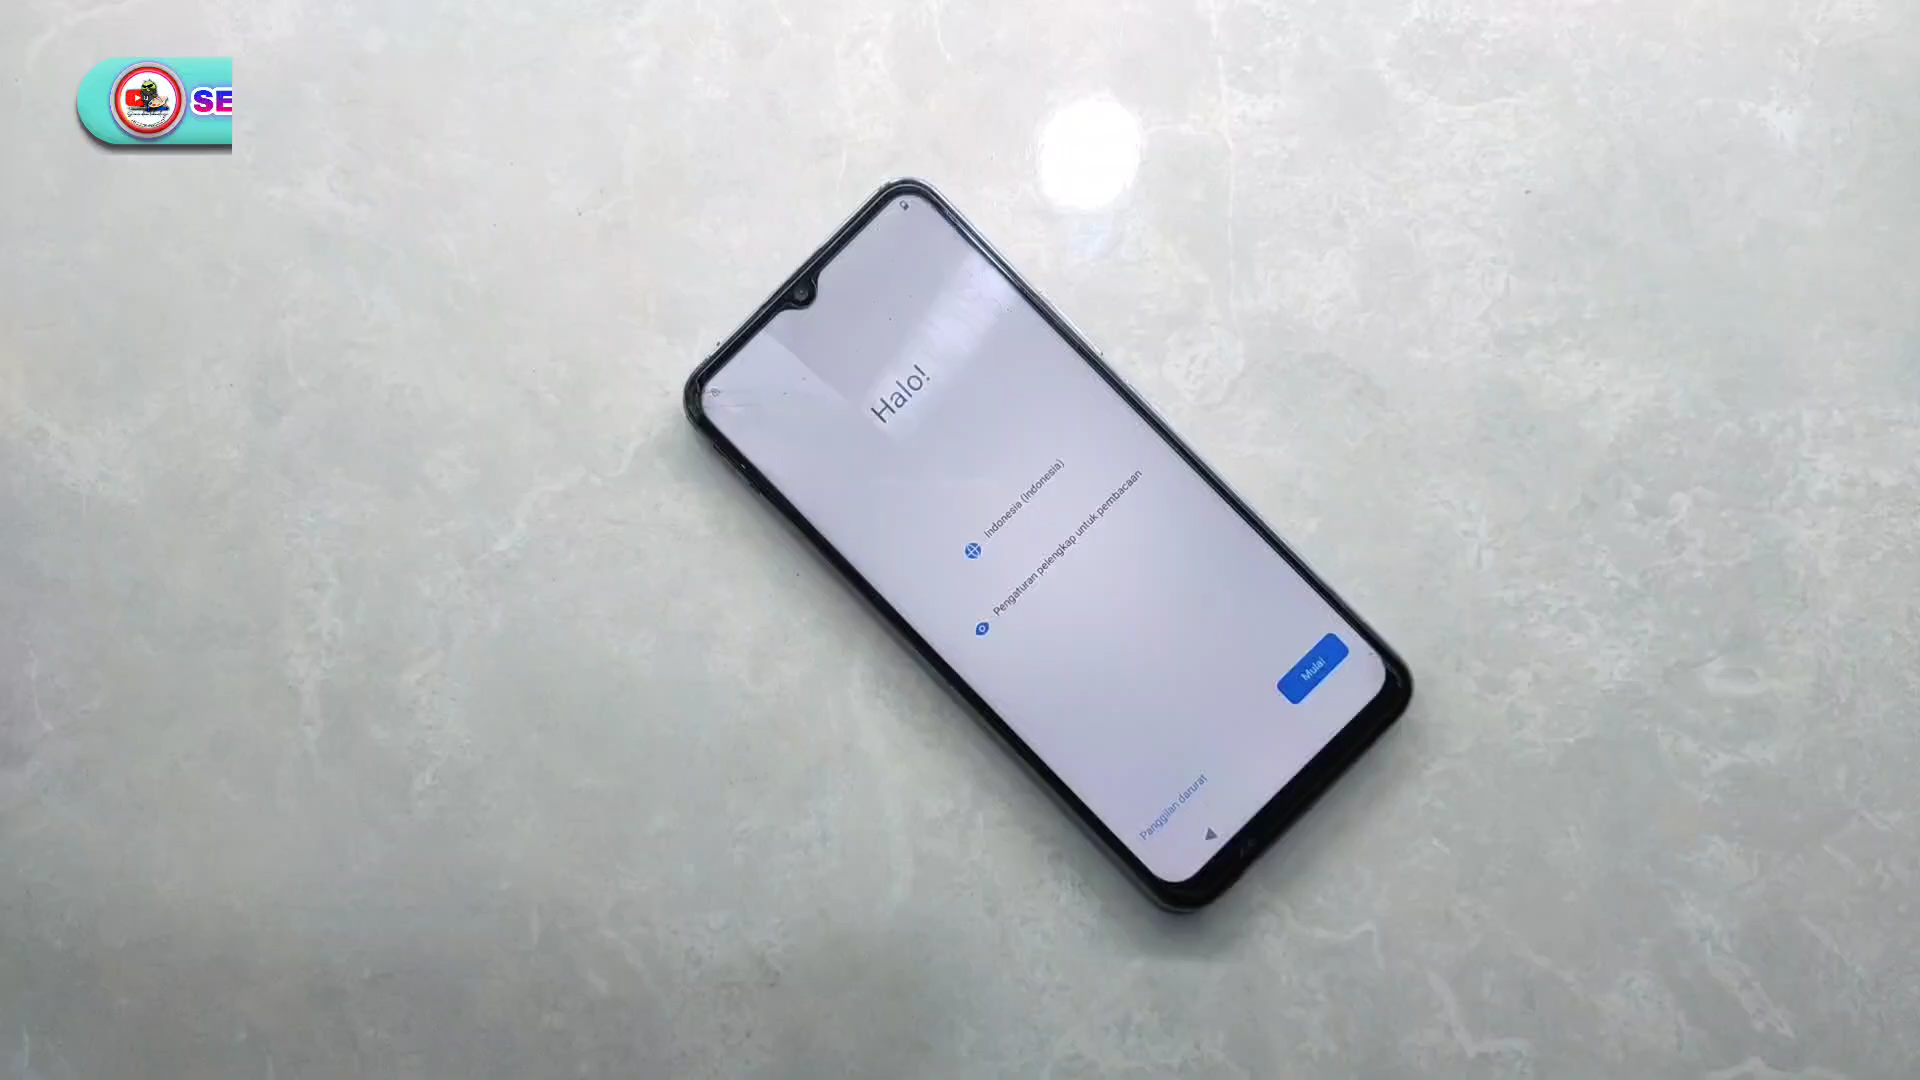 SE
Halo!
Indonesia (Indonesia)
Pengaturan pelengkap untuk pembacaan
Mulai
Panggilan darurat